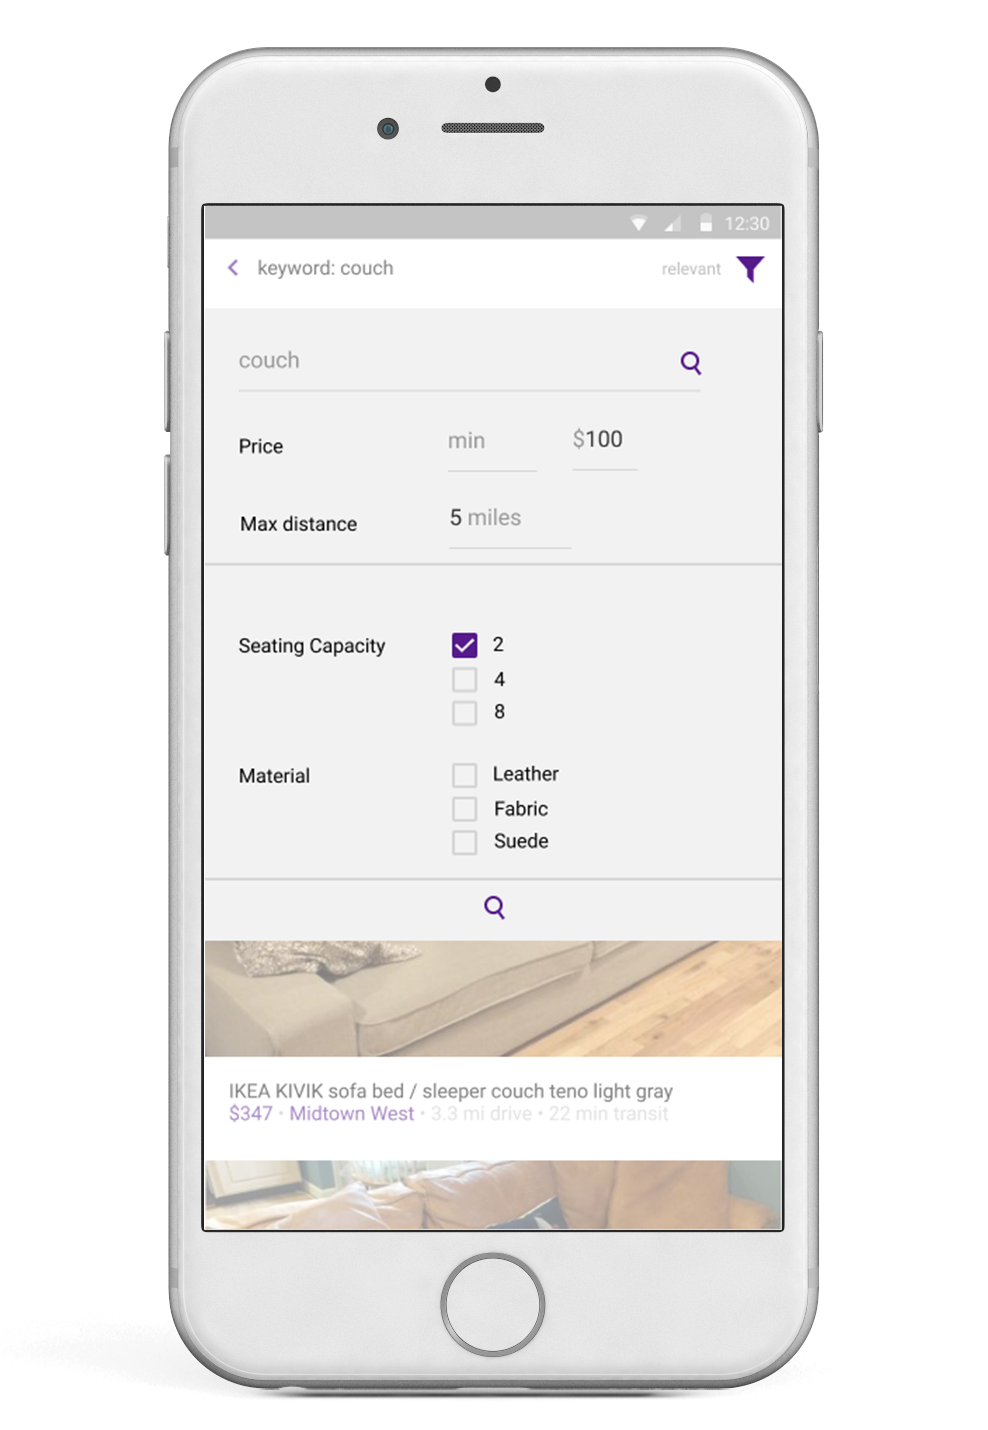 12:30
keyword: couch relevant
couch
Price min $100
Max distance 5 miles
Seating Capacity 2
4
8
Material Leather
Fabric
Suede
IKEA KIVIK sofa bed / sleeper couch teno light gray
$347 • Midtown West • 3.3 mi drive • 22 min transit